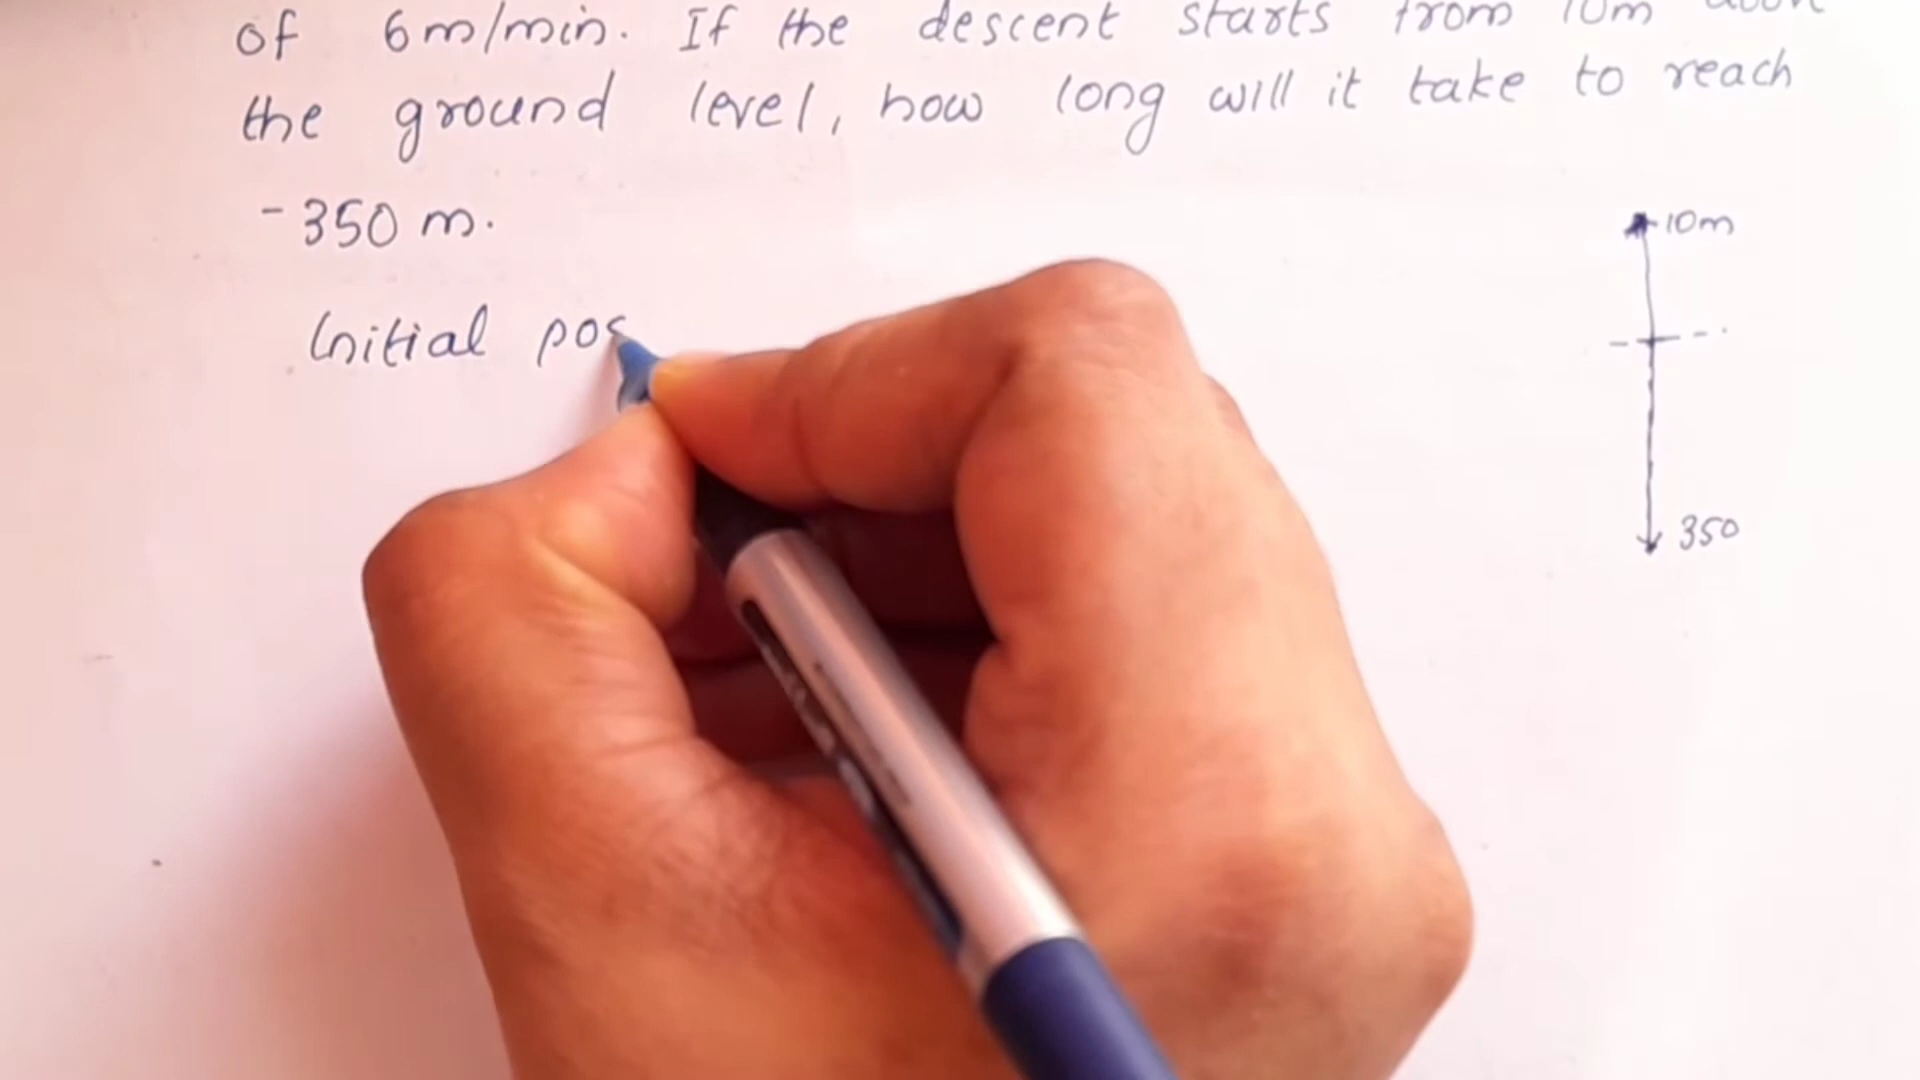 of 6m/min. If the descent starts from 10m above
the ground level, how long will it take to reach
-350 m.
10m
Initial pos
350